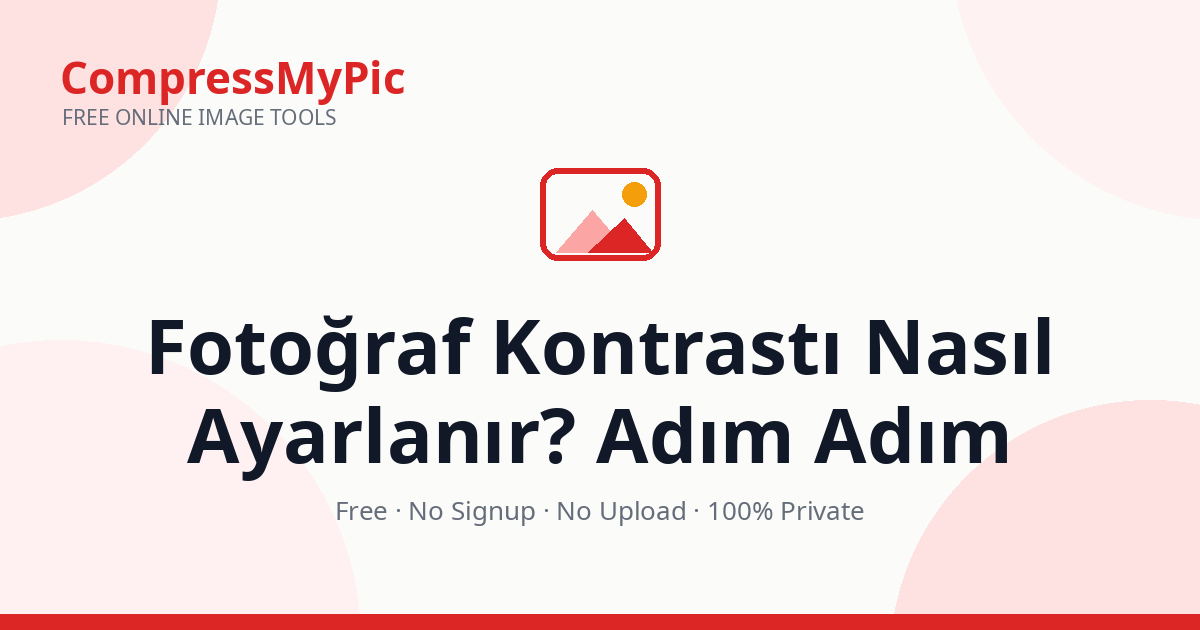 CompressMyPic
FREE ONLINE IMAGE TOOLS
Fotoğraf Kontrastı Nasıl
Ayarlanır? Adım Adım
Free · No Signup · No Upload · 100% Private